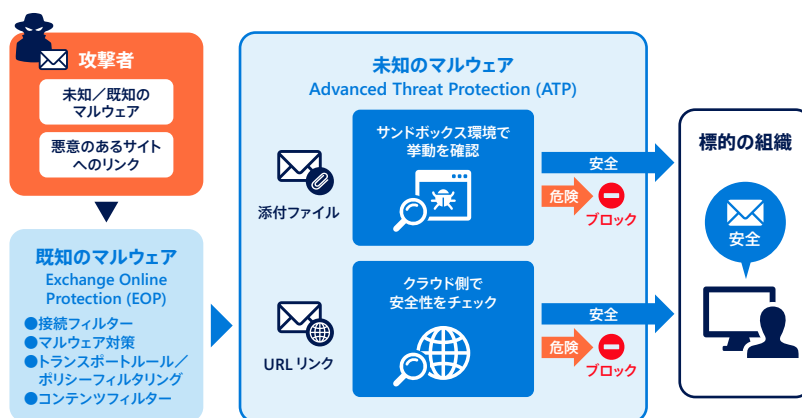 攻撃者
未知／既知の
マルウェア
悪意のあるサイト
へのリンク
既知のマルウェア
Exchange Online
Protection (EOP)
●接続フィルター
●マルウェア対策
●トランスポートルール／
ポリシーフィルタリング
●コンテンツフィルター
未知のマルウェア
Advanced Threat Protection (ATP)
添付ファイル
サンドボックス環境で
挙動を確認
安全
危険
ブロック
URL リンク
クラウド側で
安全性をチェック
安全
危険
ブロック
標的の組織
安全